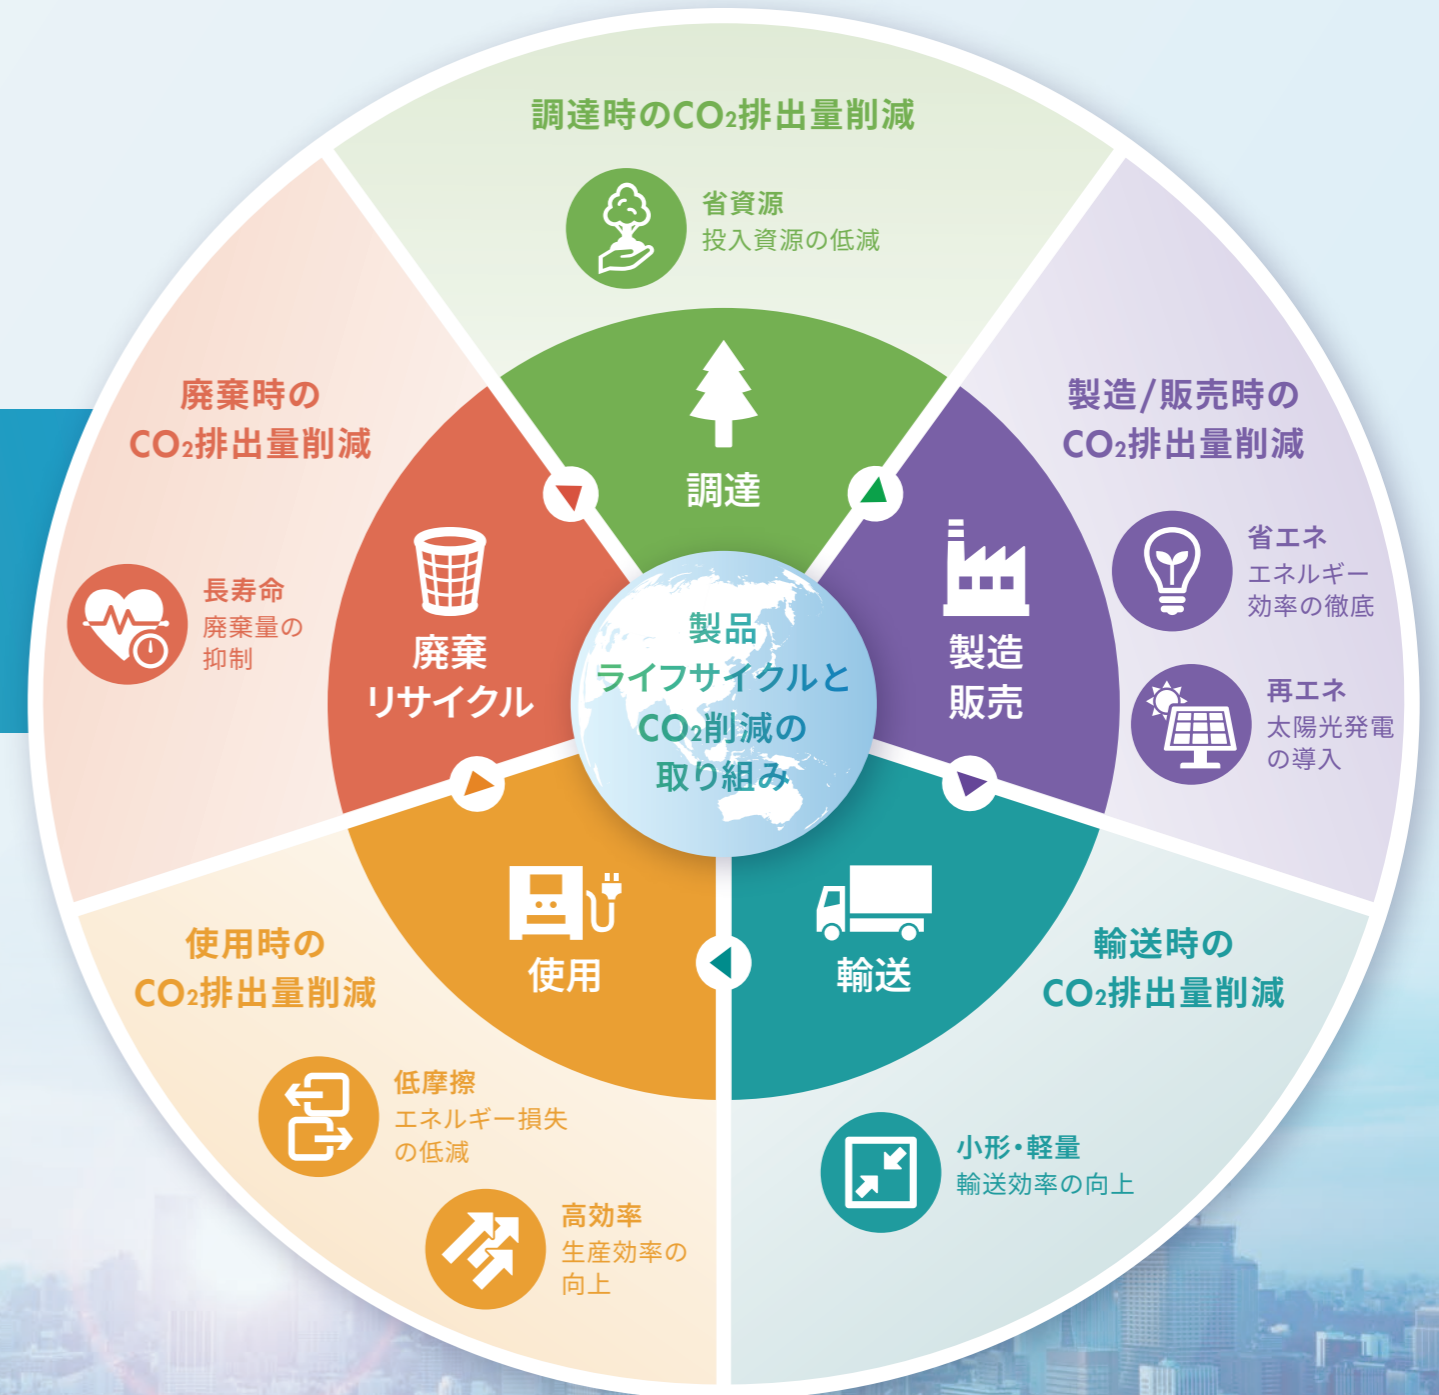 調達時のCO₂排出量削減
省資源
投入資源の低減
調達
製造/販売時の
CO₂排出量削減
省エネ
エネルギー
効率の徹底
再エネ
太陽光発電
の導入
製造
販売
輸送時の
CO₂排出量削減
小形・軽量
輸送効率の向上
輸送
使用時の
CO₂排出量削減
低摩擦
エネルギー損失
の低減
高効率
生産効率の
向上
使用
廃棄時の
CO₂排出量削減
長寿命
廃棄量の
抑制
廃棄
リサイクル
製品
ライフサイクルと
CO₂削減の
取り組み